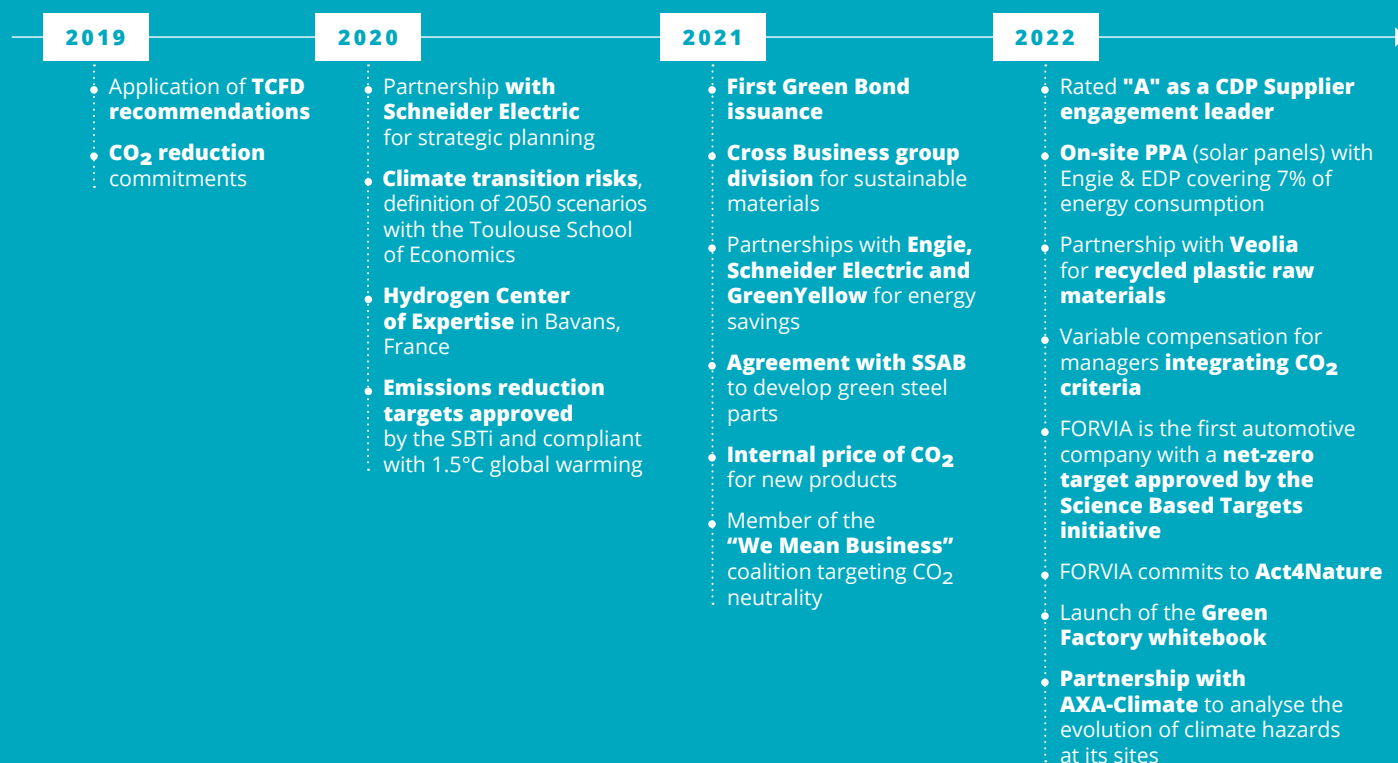 2019
Application of TCFD
recommendations
CO₂ reduction
commitments
2020
Partnership with
Schneider Electric
for strategic planning
Climate transition risks,
definition of 2050 scenarios
with the Toulouse School
of Economics
Hydrogen Center
of Expertise in Bavans,
France
Emissions reduction
targets approved
by the SBTi and compliant
with 1.5°C global warming
2021
First Green Bond
issuance
Cross Business group
division for sustainable
materials
Partnerships with Engie,
Schneider Electric and
GreenYellow for energy
savings
Agreement with SSAB
to develop green steel
parts
Internal price of CO₂
for new products
Member of the
“We Mean Business”
coalition targeting CO₂
neutrality
2022
Rated "A" as a CDP Supplier
engagement leader
On-site PPA (solar panels) with
Engie & EDP covering 7% of
energy consumption
Partnership with Veolia
for recycled plastic raw
materials
Variable compensation for
managers integrating CO₂
criteria
FORVIA is the first automotive
company with a net-zero
target approved by the
Science Based Targets
initiative
FORVIA commits to Act4Nature
Launch of the Green
Factory whitebook
Partnership with
AXA-Climate to analyse the
evolution of climate hazards
at its sites